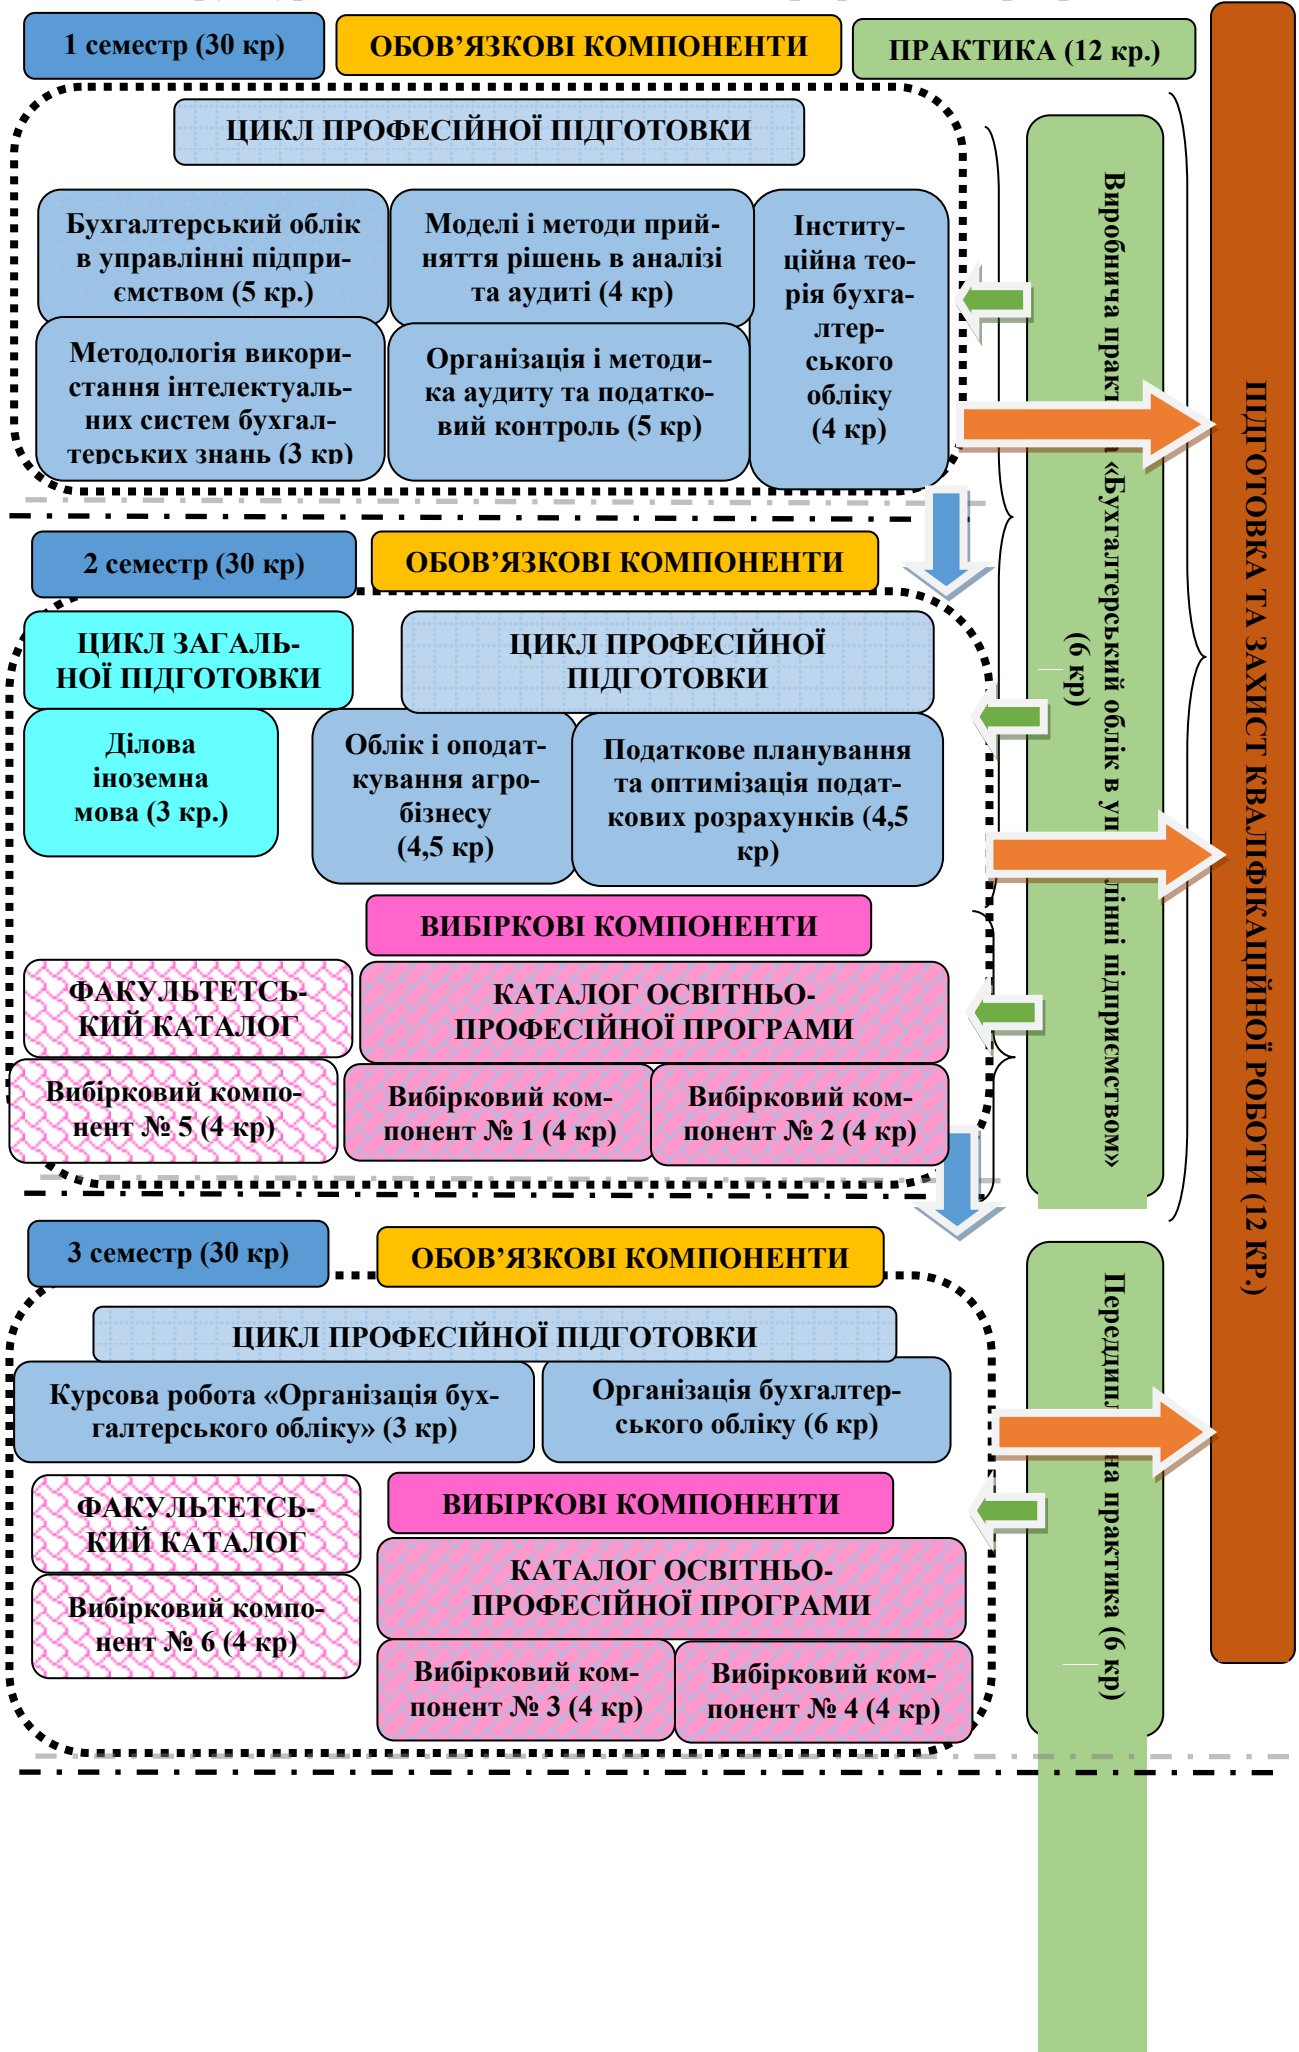 1 семестр (30 кр)
ОБОВ’ЯЗКОВІ КОМПОНЕНТИ
ПРАКТИКА (12 кр.)
ЦИКЛ ПРОФЕСІЙНОЇ ПІДГОТОВКИ
Бухгалтерський облік
в управлінні підпри-
ємством (5 кр.)
Моделі і методи прий-
няття рішень в аналізі
та аудиті (4 кр)
Інститу-
ційна тео-
рія бухга-
лтер-
ського
обліку
(4 кр)
Методологія викори-
стання інтелектуаль-
них систем бухгал-
терських знань (3 кр)
Організація і методи-
ка аудиту та податко-
вий контроль (5 кр)
2 семестр (30 кр)
ОБОВ’ЯЗКОВІ КОМПОНЕНТИ
ЦИКЛ ЗАГАЛЬ-
НОЇ ПІДГОТОВКИ
ЦИКЛ ПРОФЕСІЙНОЇ
ПІДГОТОВКИ
Ділова
іноземна
мова (3 кр.)
Облік і оподат-
кування агро-
бізнесу
(4,5 кр)
Податкове планування
та оптимізація подат-
кових розрахунків (4,5
кр)
ВИБІРКОВІ КОМПОНЕНТИ
ФАКУЛЬТЕТСЬ-
КИЙ КАТАЛОГ
КАТАЛОГ ОСВІТНЬО-
ПРОФЕСІЙНОЇ ПРОГРАМИ
Вибірковий компо-
нент № 5 (4 кр)
Вибірковий ком-
понент № 1 (4 кр)
Вибірковий ком-
понент № 2 (4 кр)
3 семестр (30 кр)
ОБОВ’ЯЗКОВІ КОМПОНЕНТИ
ЦИКЛ ПРОФЕСІЙНОЇ ПІДГОТОВКИ
Курсова робота «Організація бух-
галтерського обліку» (3 кр)
Організація бухгалтер-
ського обліку (6 кр)
ФАКУЛЬТЕТСЬ-
КИЙ КАТАЛОГ
ВИБІРКОВІ КОМПОНЕНТИ
КАТАЛОГ ОСВІТНЬО-
ПРОФЕСІЙНОЇ ПРОГРАМИ
Вибірковий компо-
нент № 6 (4 кр)
Вибірковий ком-
понент № 3 (4 кр)
Вибірковий ком-
понент № 4 (4 кр)
Виробнича «Бухгалтерський облік в підприємством»
(6 кр)
практика (6 кр)
ПІДГОТОВКА ТА ЗАХИСТ КВАЛІФІКАЦІЙНОЇ РОБОТИ (12 КР.)